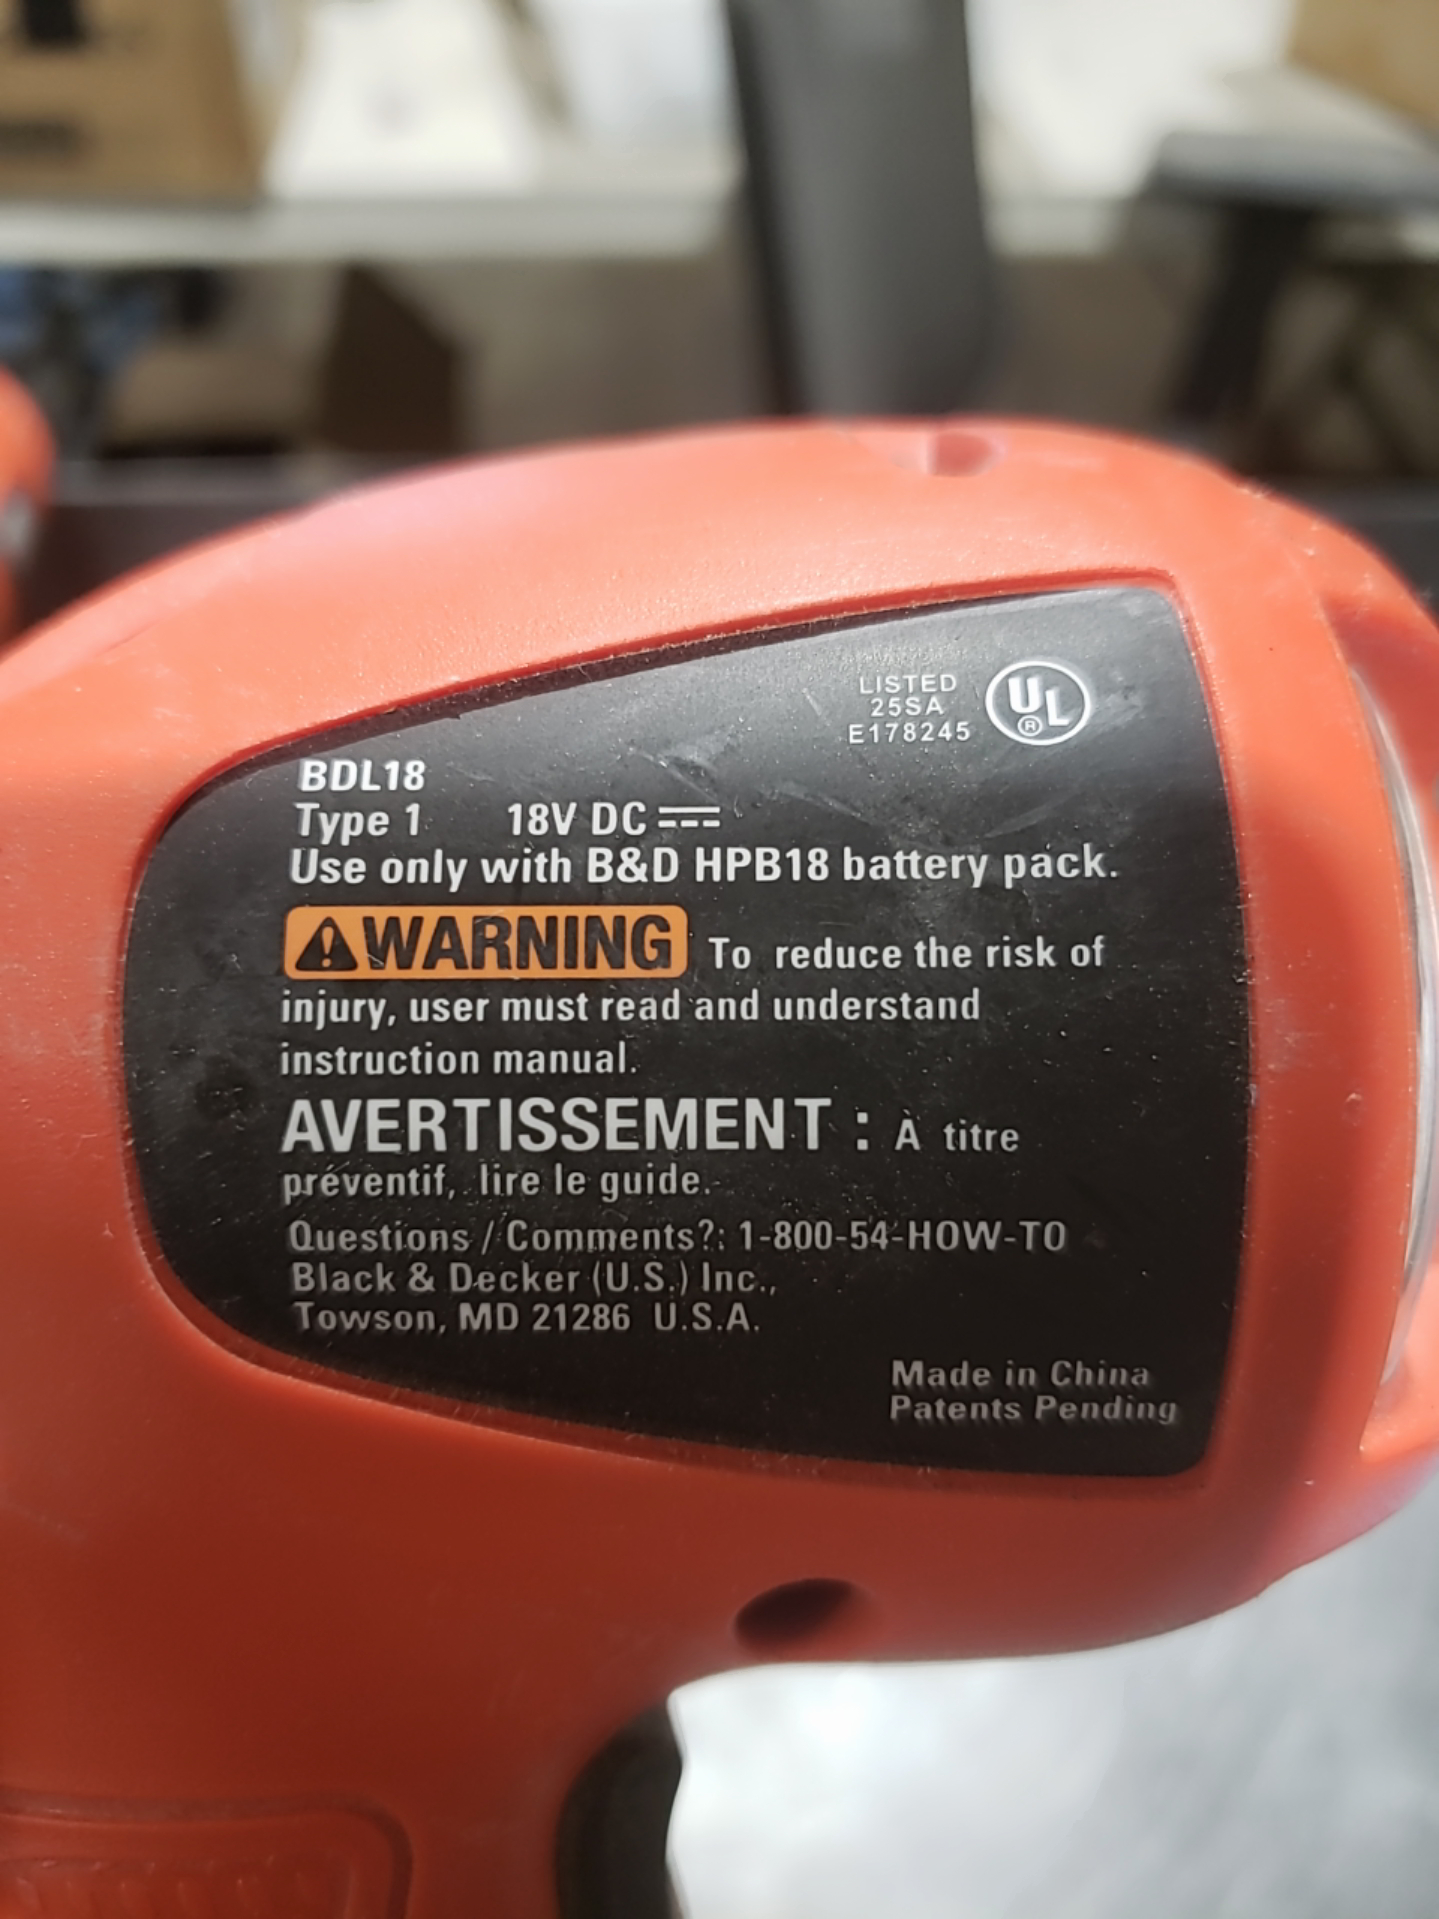 LISTED
25SA
E178245
UL
®
BDL18
Type 1 18V DC
Use only with B&D HPB18 battery pack.
WARNING To reduce the risk of
injury, user must read and understand
instruction manual.
AVERTISSEMENT : À titre
préventif, lire le guide.
Questions / Comments?: 1-800-54-HOW-TO
Black & Decker (U.S.) Inc.,
Towson, MD 21286 U.S.A.
Made in China
Patents Pending